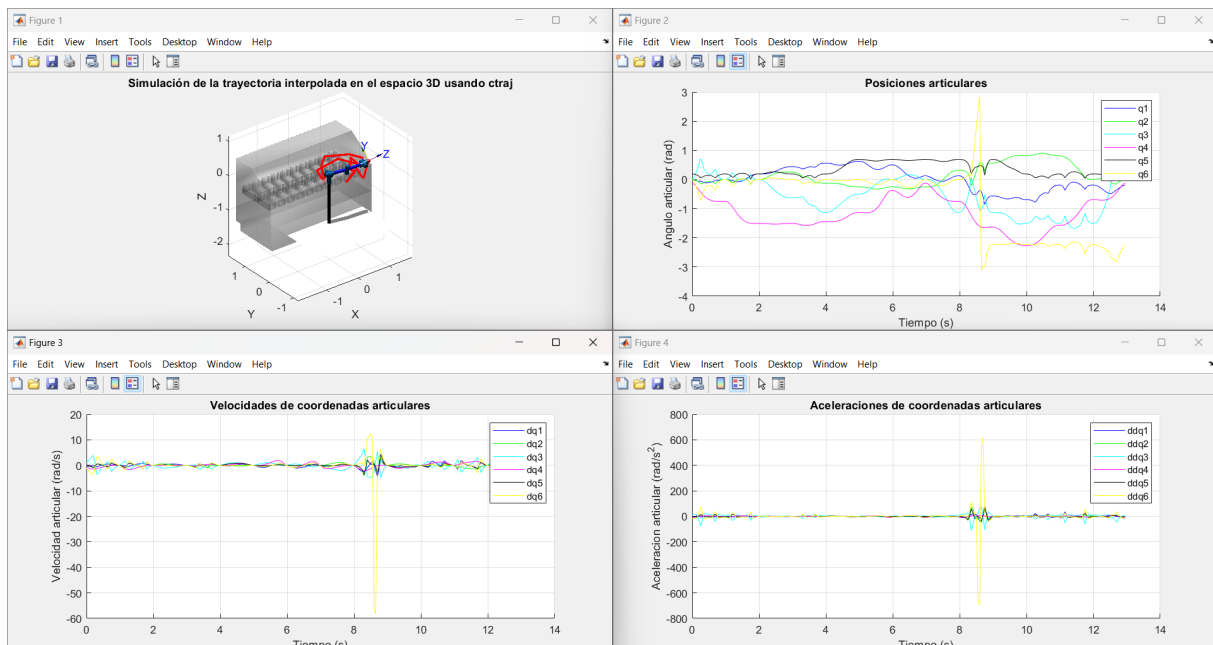 Figure 1
File Edit View Insert Tools Desktop Window Help
Simulación de la trayectoria interpolada en el espacio 3D usando ctraj
Y
Z
1
0
-1
-2
Z
1
0
-1
Y
-1
0
1
X
Figure 2
File Edit View Insert Tools Desktop Window Help
Posiciones articulares
3
2
1
0
-1
-2
-3
-4
Angulo articular (rad)
0 2 4 6 8 10 12 14
Tiempo (s)
q1
q2
q3
q4
q5
q6
Figure 3
File Edit View Insert Tools Desktop Window Help
Velocidades de coordenadas articulares
20
10
0
-10
-20
-30
-40
-50
-60
Velocidad articular (rad/s)
0 2 4 6 8 10 12 14
Tiempo (s)
dq1
dq2
dq3
dq4
dq5
dq6
Figure 4
File Edit View Insert Tools Desktop Window Help
Aceleraciones de coordenadas articulares
800
600
400
200
0
-200
-400
-600
-800
Aceleracion articular (rad/s²)
0 2 4 6 8 10 12 14
Tiempo (s)
ddq1
ddq2
ddq3
ddq4
ddq5
ddq6